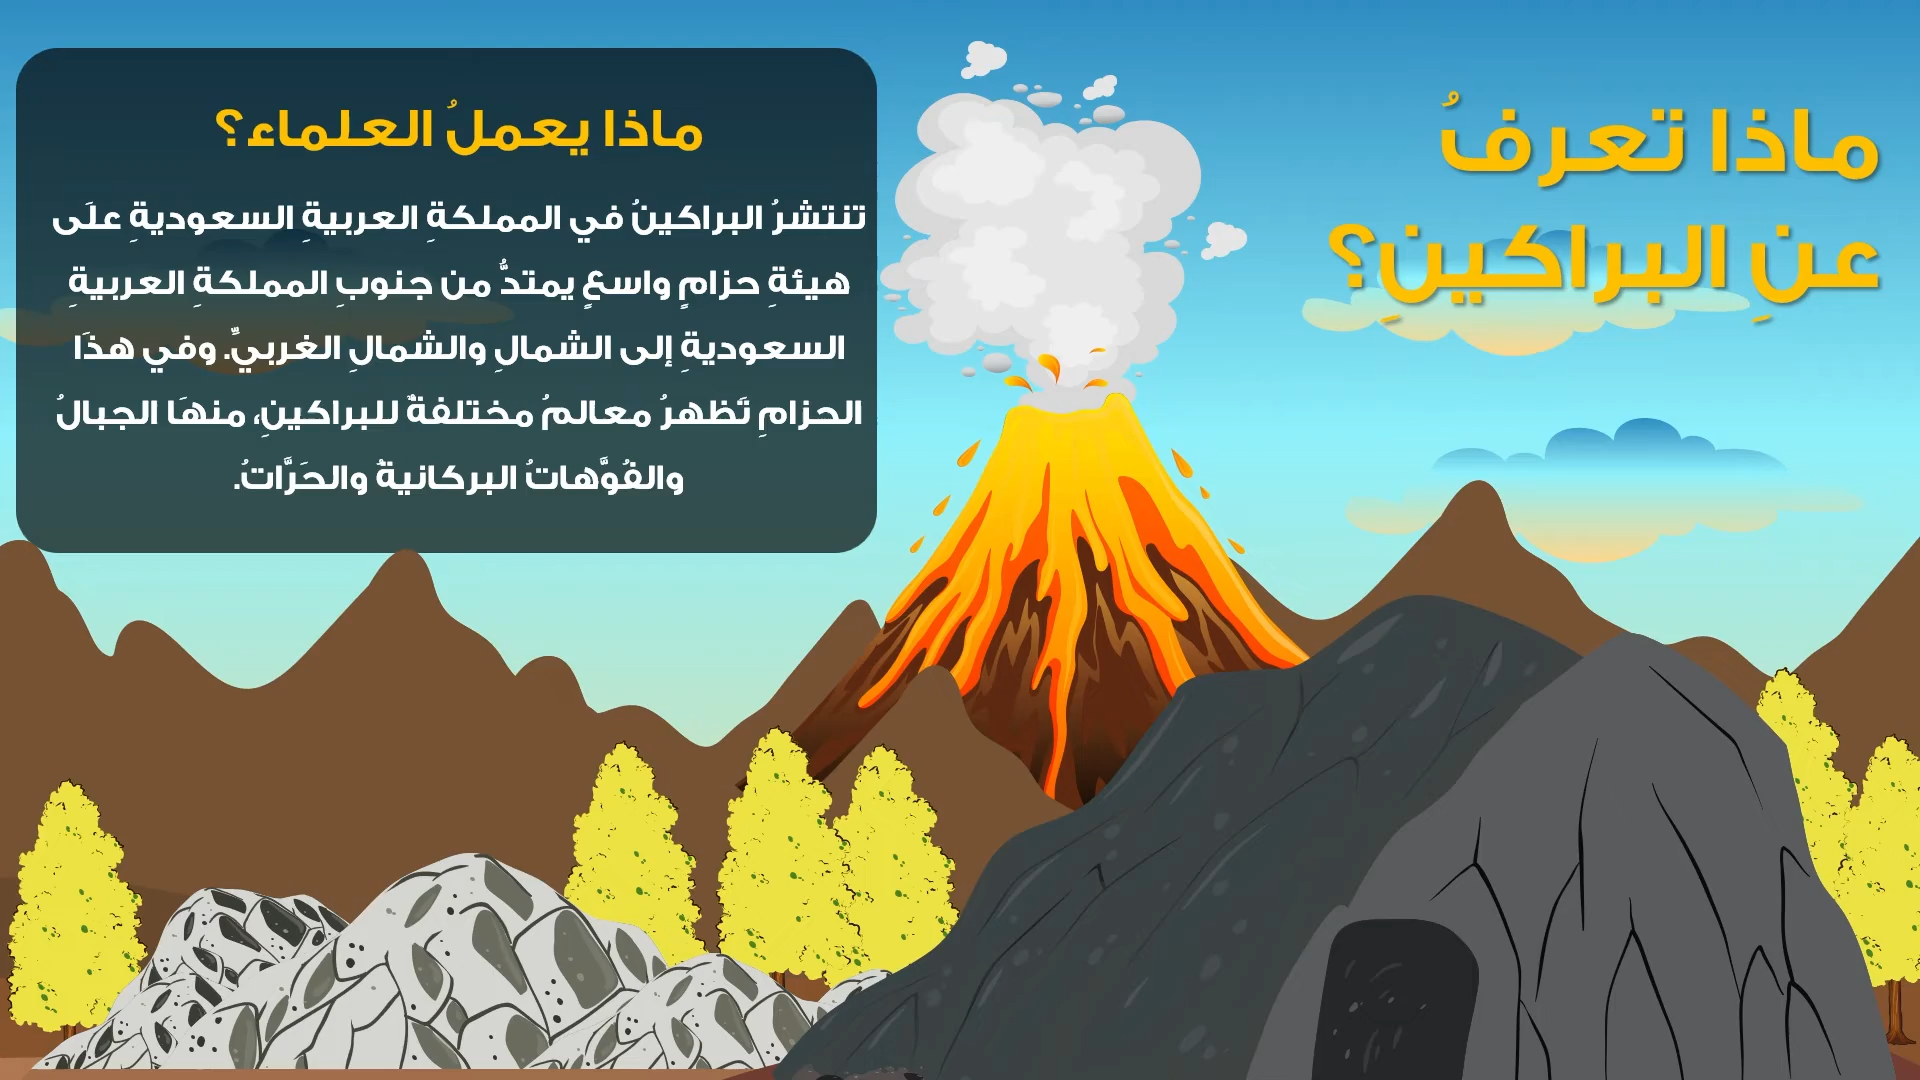 ماذا تعرفُ
عنِ البراكينِ؟
ماذا يعملُ العلماء؟
تنتشرُ البراكينُ في المملكةِ العربيةِ السعوديةِ علَى
هيئةِ حزامٍ واسعٍ يمتدُّ من جنوبِ المملكةِ العربيةِ
السعوديةِ إلى الشمالِ والشمالِ الغربيِّ. وفي هذَا
الحزامِ تَظهرُ معالمُ مختلفةٌ للبراكينِ، منهَا الجبالُ
والفُوَّهاتُ البركانيةُ والحَرَّاتُ.